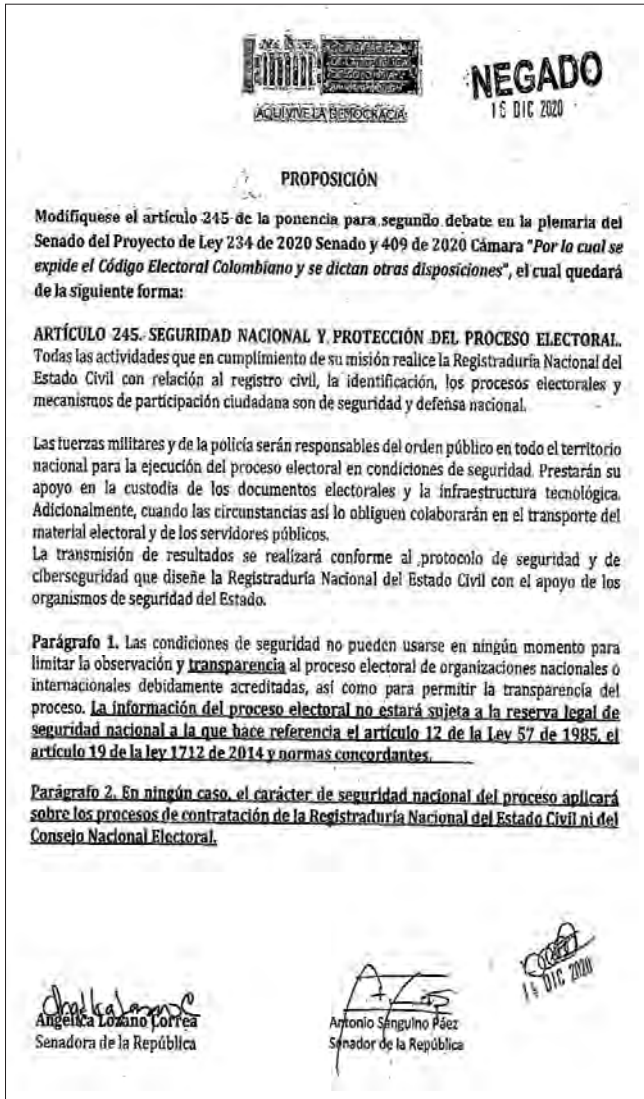 AQUÍ VIVE LA DEMOCRACIA
NEGADO
15 DIC 2020
PROPOSICIÓN
Modifíquese el artículo 245 de la ponencia para segundo debate en la plenaria del
Senado del Proyecto de Ley 234 de 2020 Senado y 409 de 2020 Cámara "Por la cual se
expide el Código Electoral Colombiano y se dictan otras disposiciones", el cual quedará
de la siguiente forma:
ARTÍCULO 245. SEGURIDAD NACIONAL Y PROTECCIÓN DEL PROCESO ELECTORAL.
Todas las actividades que en cumplimiento de su misión realice la Registraduría Nacional del
Estado Civil con relación al registro civil, la identificación, los procesos electorales y
mecanismos de participación ciudadana son de seguridad y defensa nacional.
Las fuerzas militares y de la policía serán responsables del orden público en todo el territorio
nacional para la ejecución del proceso electoral en condiciones de seguridad. Prestarán su
apoyo en la custodia de los documentos electorales y la infraestructura tecnológica.
Adicionalmente, cuando las circunstancias así lo obliguen colaborarán en el transporte del
material electoral y de los servidores públicos.
La transmisión de resultados se realizará conforme al protocolo de seguridad y de
ciberseguridad que diseñe la Registraduría Nacional del Estado Civil con el apoyo de los
organismos de seguridad del Estado.
Parágrafo 1. Las condiciones de seguridad no pueden usarse en ningún momento para
limitar la observación y transparencia al proceso electoral de organizaciones nacionales o
internacionales debidamente acreditadas, así como para permitir la transparencia del
proceso. La información del proceso electoral no estará sujeta a la reserva legal de
seguridad nacional a la que hace referencia el artículo 12 de la Ley 57 de 1985, el
artículo 19 de la ley 1712 de 2014 y normas concordantes.
Parágrafo 2. En ningún caso, el carácter de seguridad nacional del proceso aplicará
sobre los procesos de contratación de la Registraduría Nacional del Estado Civil ni del
Consejo Nacional Electoral.
Angélica Lozano Correa
Senadora de la República
Antonio Sanguino Páez
Senador de la República
DIC 2020